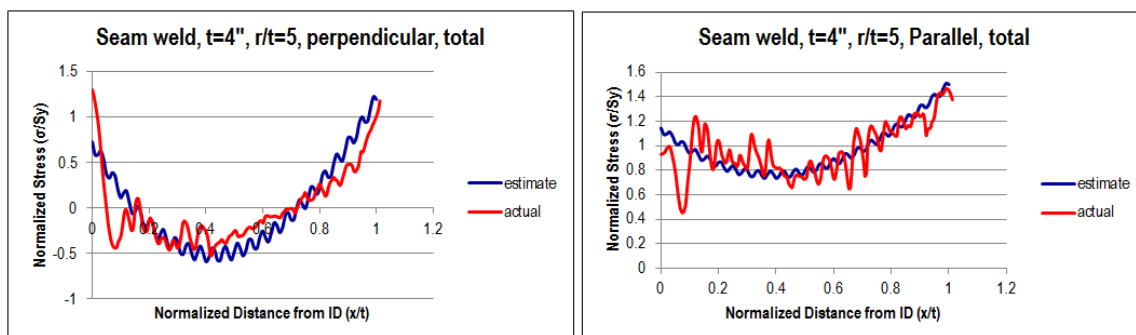 Seam weld, t=4", r/t=5, perpendicular, total
Normalized Stress (σ/Sy)
1.5
1
0.5
0
-0.5
-1
0 0.2 0.4 0.6 0.8 1 1.2
Normalized Distance from ID (x/t)
estimate
actual
Seam weld, t=4", r/t=5, Parallel, total
Normalized Stress (σ/Sy)
1.6
1.4
1.2
1
0.8
0.6
0.4
0.2
0
0 0.2 0.4 0.6 0.8 1 1.2
Normalized Distance from ID (x/t)
estimate
actual